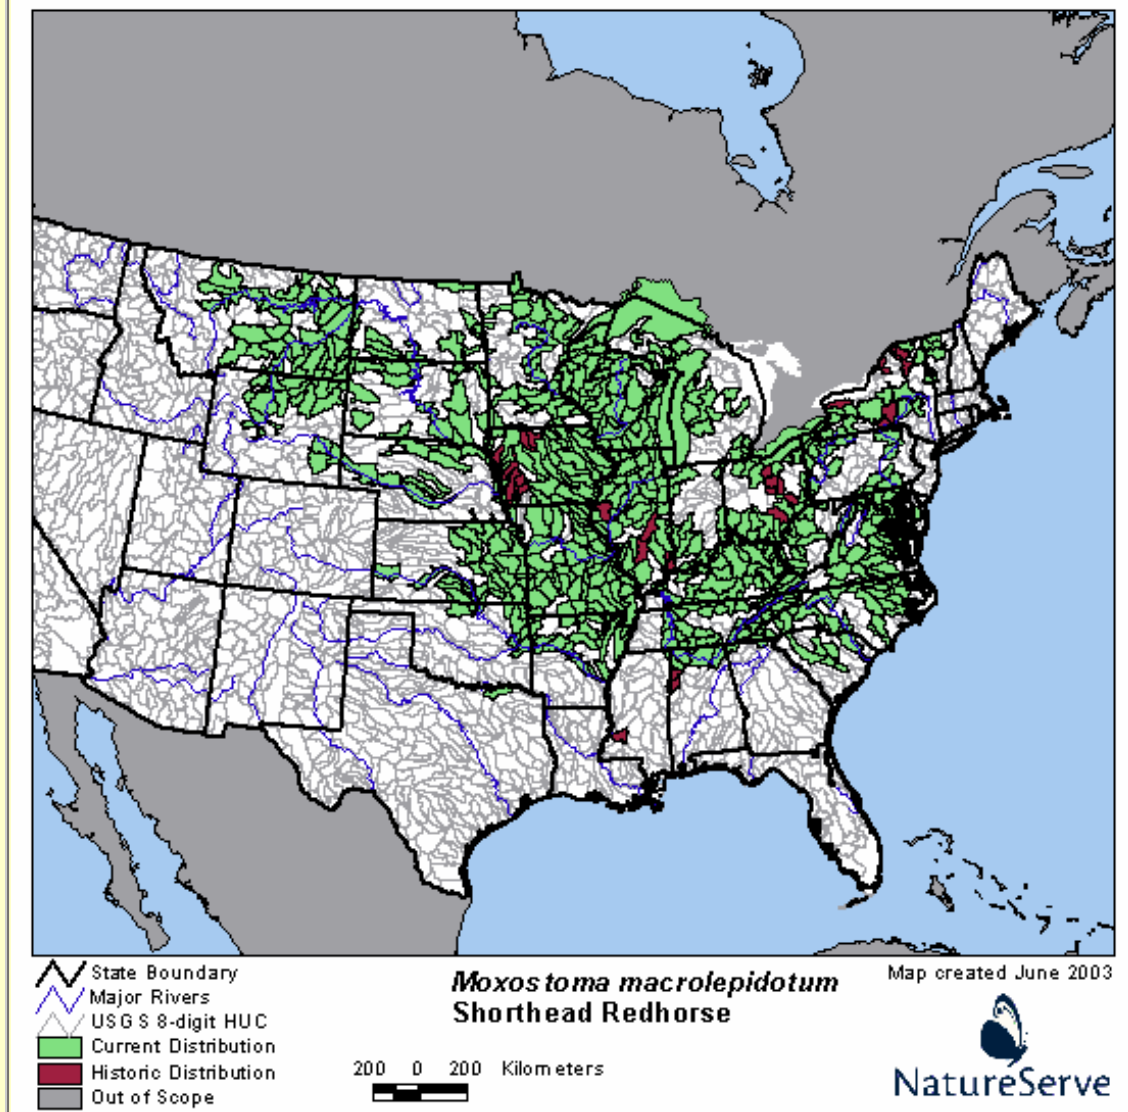 State Boundary
Major Rivers
USGS 8-digit HUC
Current Distribution
Historic Distribution
Out of Scope
Moxostoma macrolepidotum
Shorthead Redhorse
200 0 200 Kilometers
Map created June 2003
NatureServe